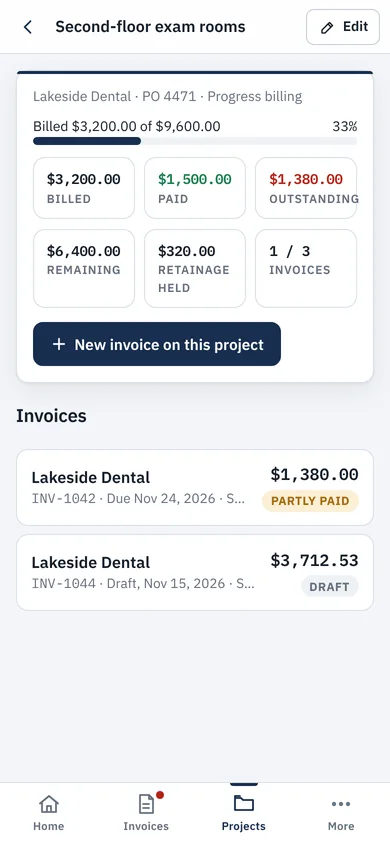 Second-floor exam rooms
Edit
Lakeside Dental · PO 4471 · Progress billing
Billed $3,200.00 of $9,600.00 33%
$3,200.00
BILLED
$1,500.00
PAID
$1,380.00
OUTSTANDING
$6,400.00
REMAINING
$320.00
RETAINAGE
HELD
1 / 3
INVOICES
+ New invoice on this project
Invoices
Lakeside Dental
$1,380.00
INV-1042 · Due Nov 24, 2026 · S...
PARTLY PAID
Lakeside Dental
$3,712.53
INV-1044 · Draft, Nov 15, 2026 · S...
DRAFT
Home
Invoices
Projects
More